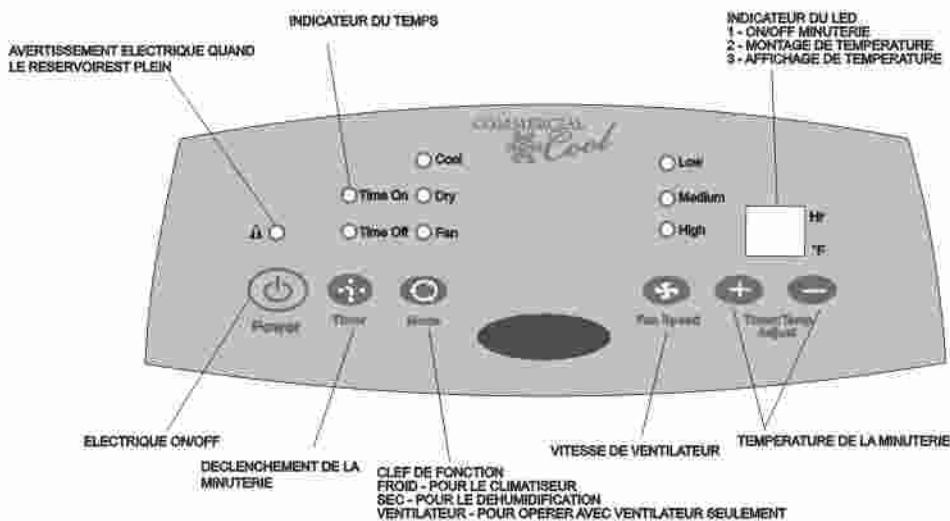 INDICATEUR DU TEMPS
INDICATEUR DU LED
1 - ON/OFF MINUTERIE
2 - MONTAGE DE TEMPERATURE
3 - AFFICHAGE DE TEMPERATURE
AVERTISSEMENT ELECTRIQUE QUAND
LE RESERVOIREST PLEIN
COMMERCIAL
Cool
Cool
Time On
Dry
Time Off
Fan
Low
Medium
High
Hr
°F
Power
Timer
Mode
Fan Speed
Timer/Temp
Adjust
ELECTRIQUE ON/OFF
DECLENCHEMENT DE LA
MINUTERIE
CLEF DE FONCTION
FROID - POUR LE CLIMATISEUR
SEC - POUR LE DEHUMIDIFICATION
VENTILATEUR - POUR OPERER AVEC VENTILATEUR SEULEMENT
VITESSE DE VENTILATEUR
TEMPERATURE DE LA MINUTERIE